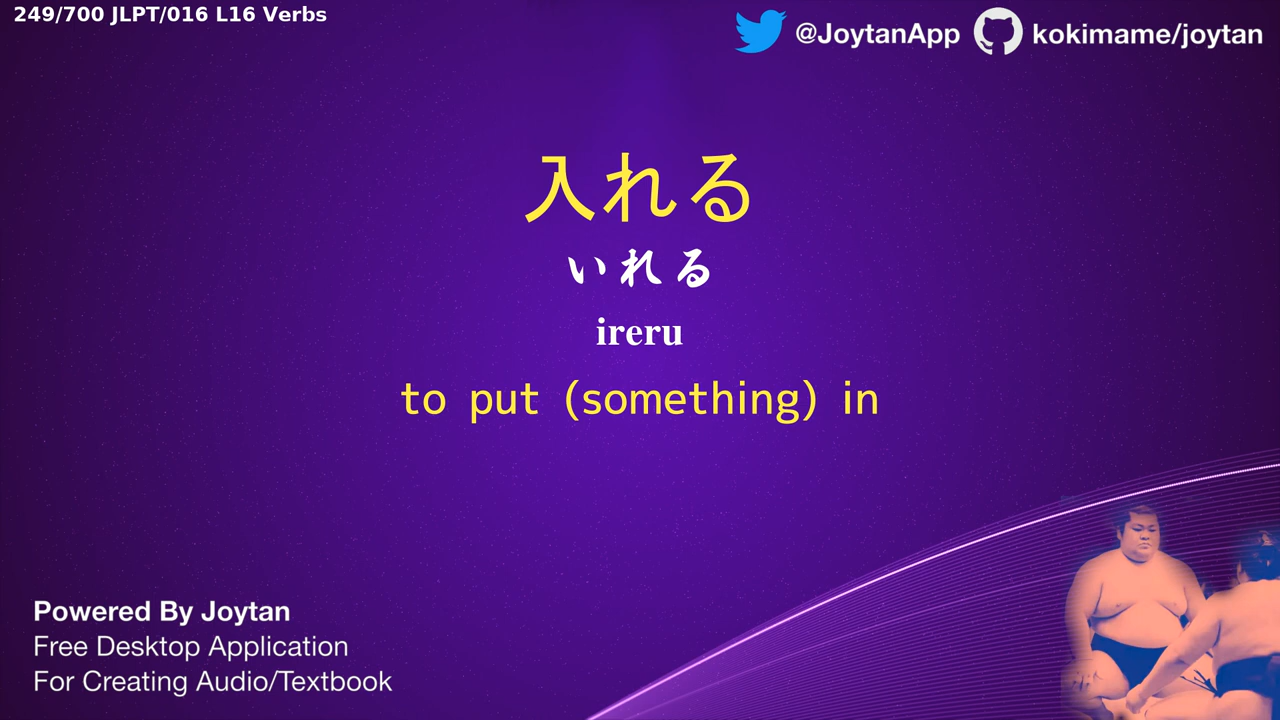 249/700 JLPT/016 L16 Verbs
@JoytanApp kokimame/joytan
入れる
いれる
ireru
to put (something) in
Powered By Joytan
Free Desktop Application
For Creating Audio/Textbook